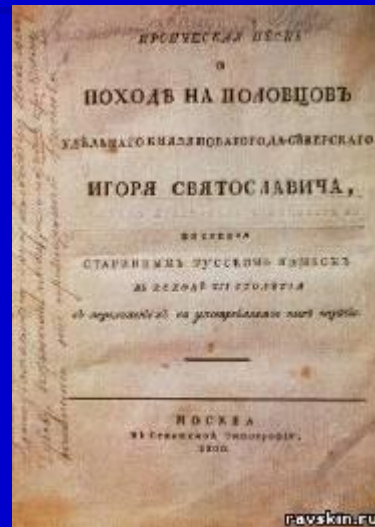 ИРОИЧЕСКАЯ ПѢСНЬ
О
ПОХОДѢ НА ПОЛОВЦОВЪ
УДѢЛЬНАГО КНЯЗЯ НОВАГОРОДА-СѢВЕРСКАГО
ИГОРЯ СВЯТОСЛАВИЧА,
ПИСАННАЯ
СТАРИННЫМЪ РУССКИМЪ ЯЗЫКОМЪ
ВЪ ИСХОДѢ XII СТОЛѢТІЯ
съ переложеніемъ на употребляемое нынѣ нарѣчіе.
МОСКВА
Въ Сенатской Типографіи,
1800.
ravskin.ru